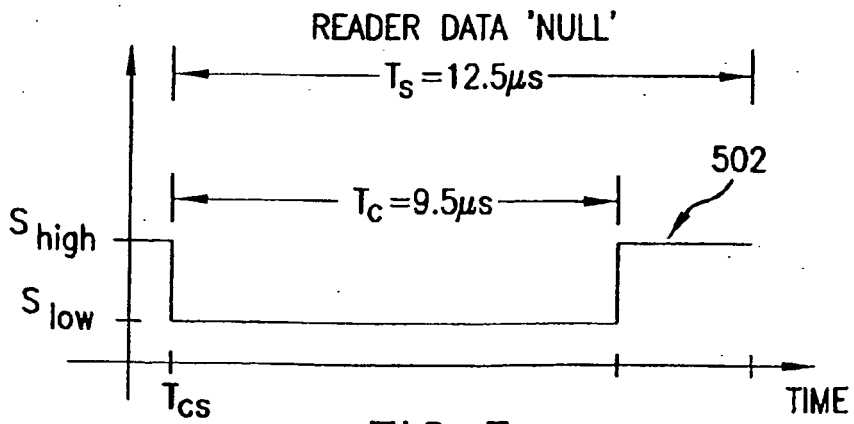 READER DATA 'NULL'
T_S=12.5μs
502
T_C=9.5μs
S high
S low
T_CS
TIME